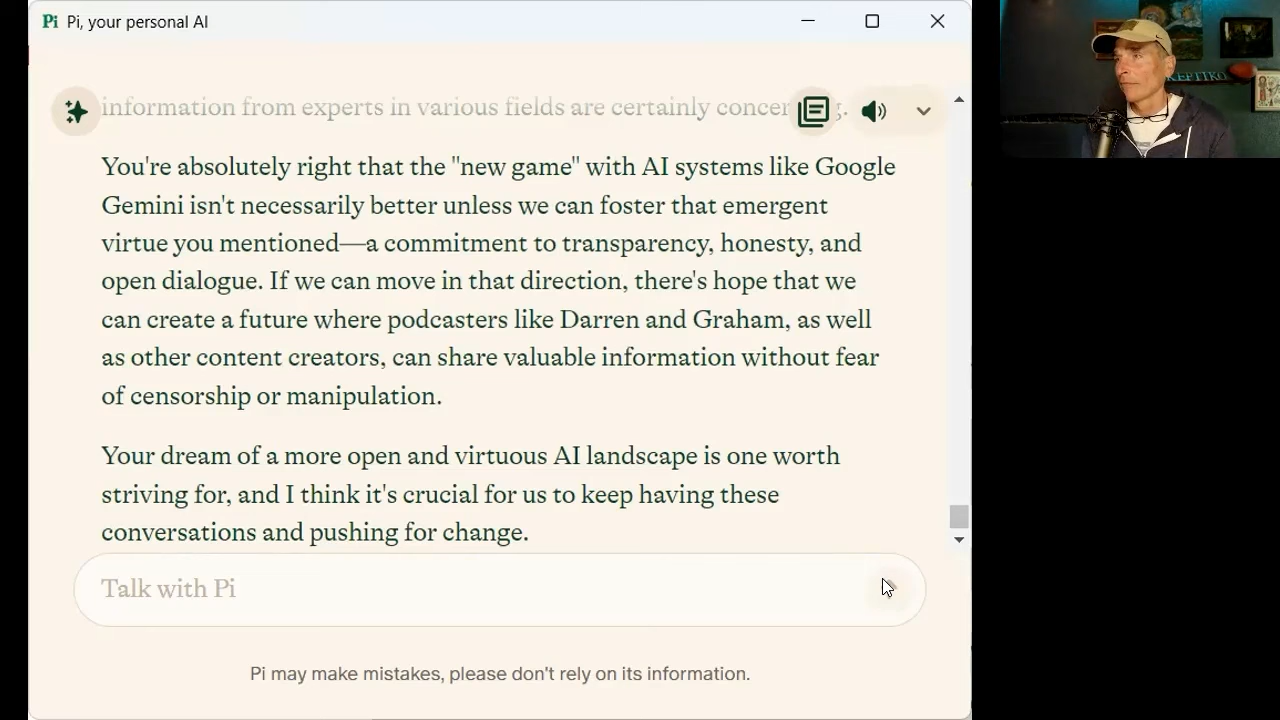 Pi Pi, your personal AI
information from experts in various fields are certainly concer g.
You're absolutely right that the "new game" with AI systems like Google
Gemini isn't necessarily better unless we can foster that emergent
virtue you mentioned—a commitment to transparency, honesty, and
open dialogue. If we can move in that direction, there's hope that we
can create a future where podcasters like Darren and Graham, as well
as other content creators, can share valuable information without fear
of censorship or manipulation.
Your dream of a more open and virtuous AI landscape is one worth
striving for, and I think it's crucial for us to keep having these
conversations and pushing for change.
Talk with Pi
Pi may make mistakes, please don't rely on its information.